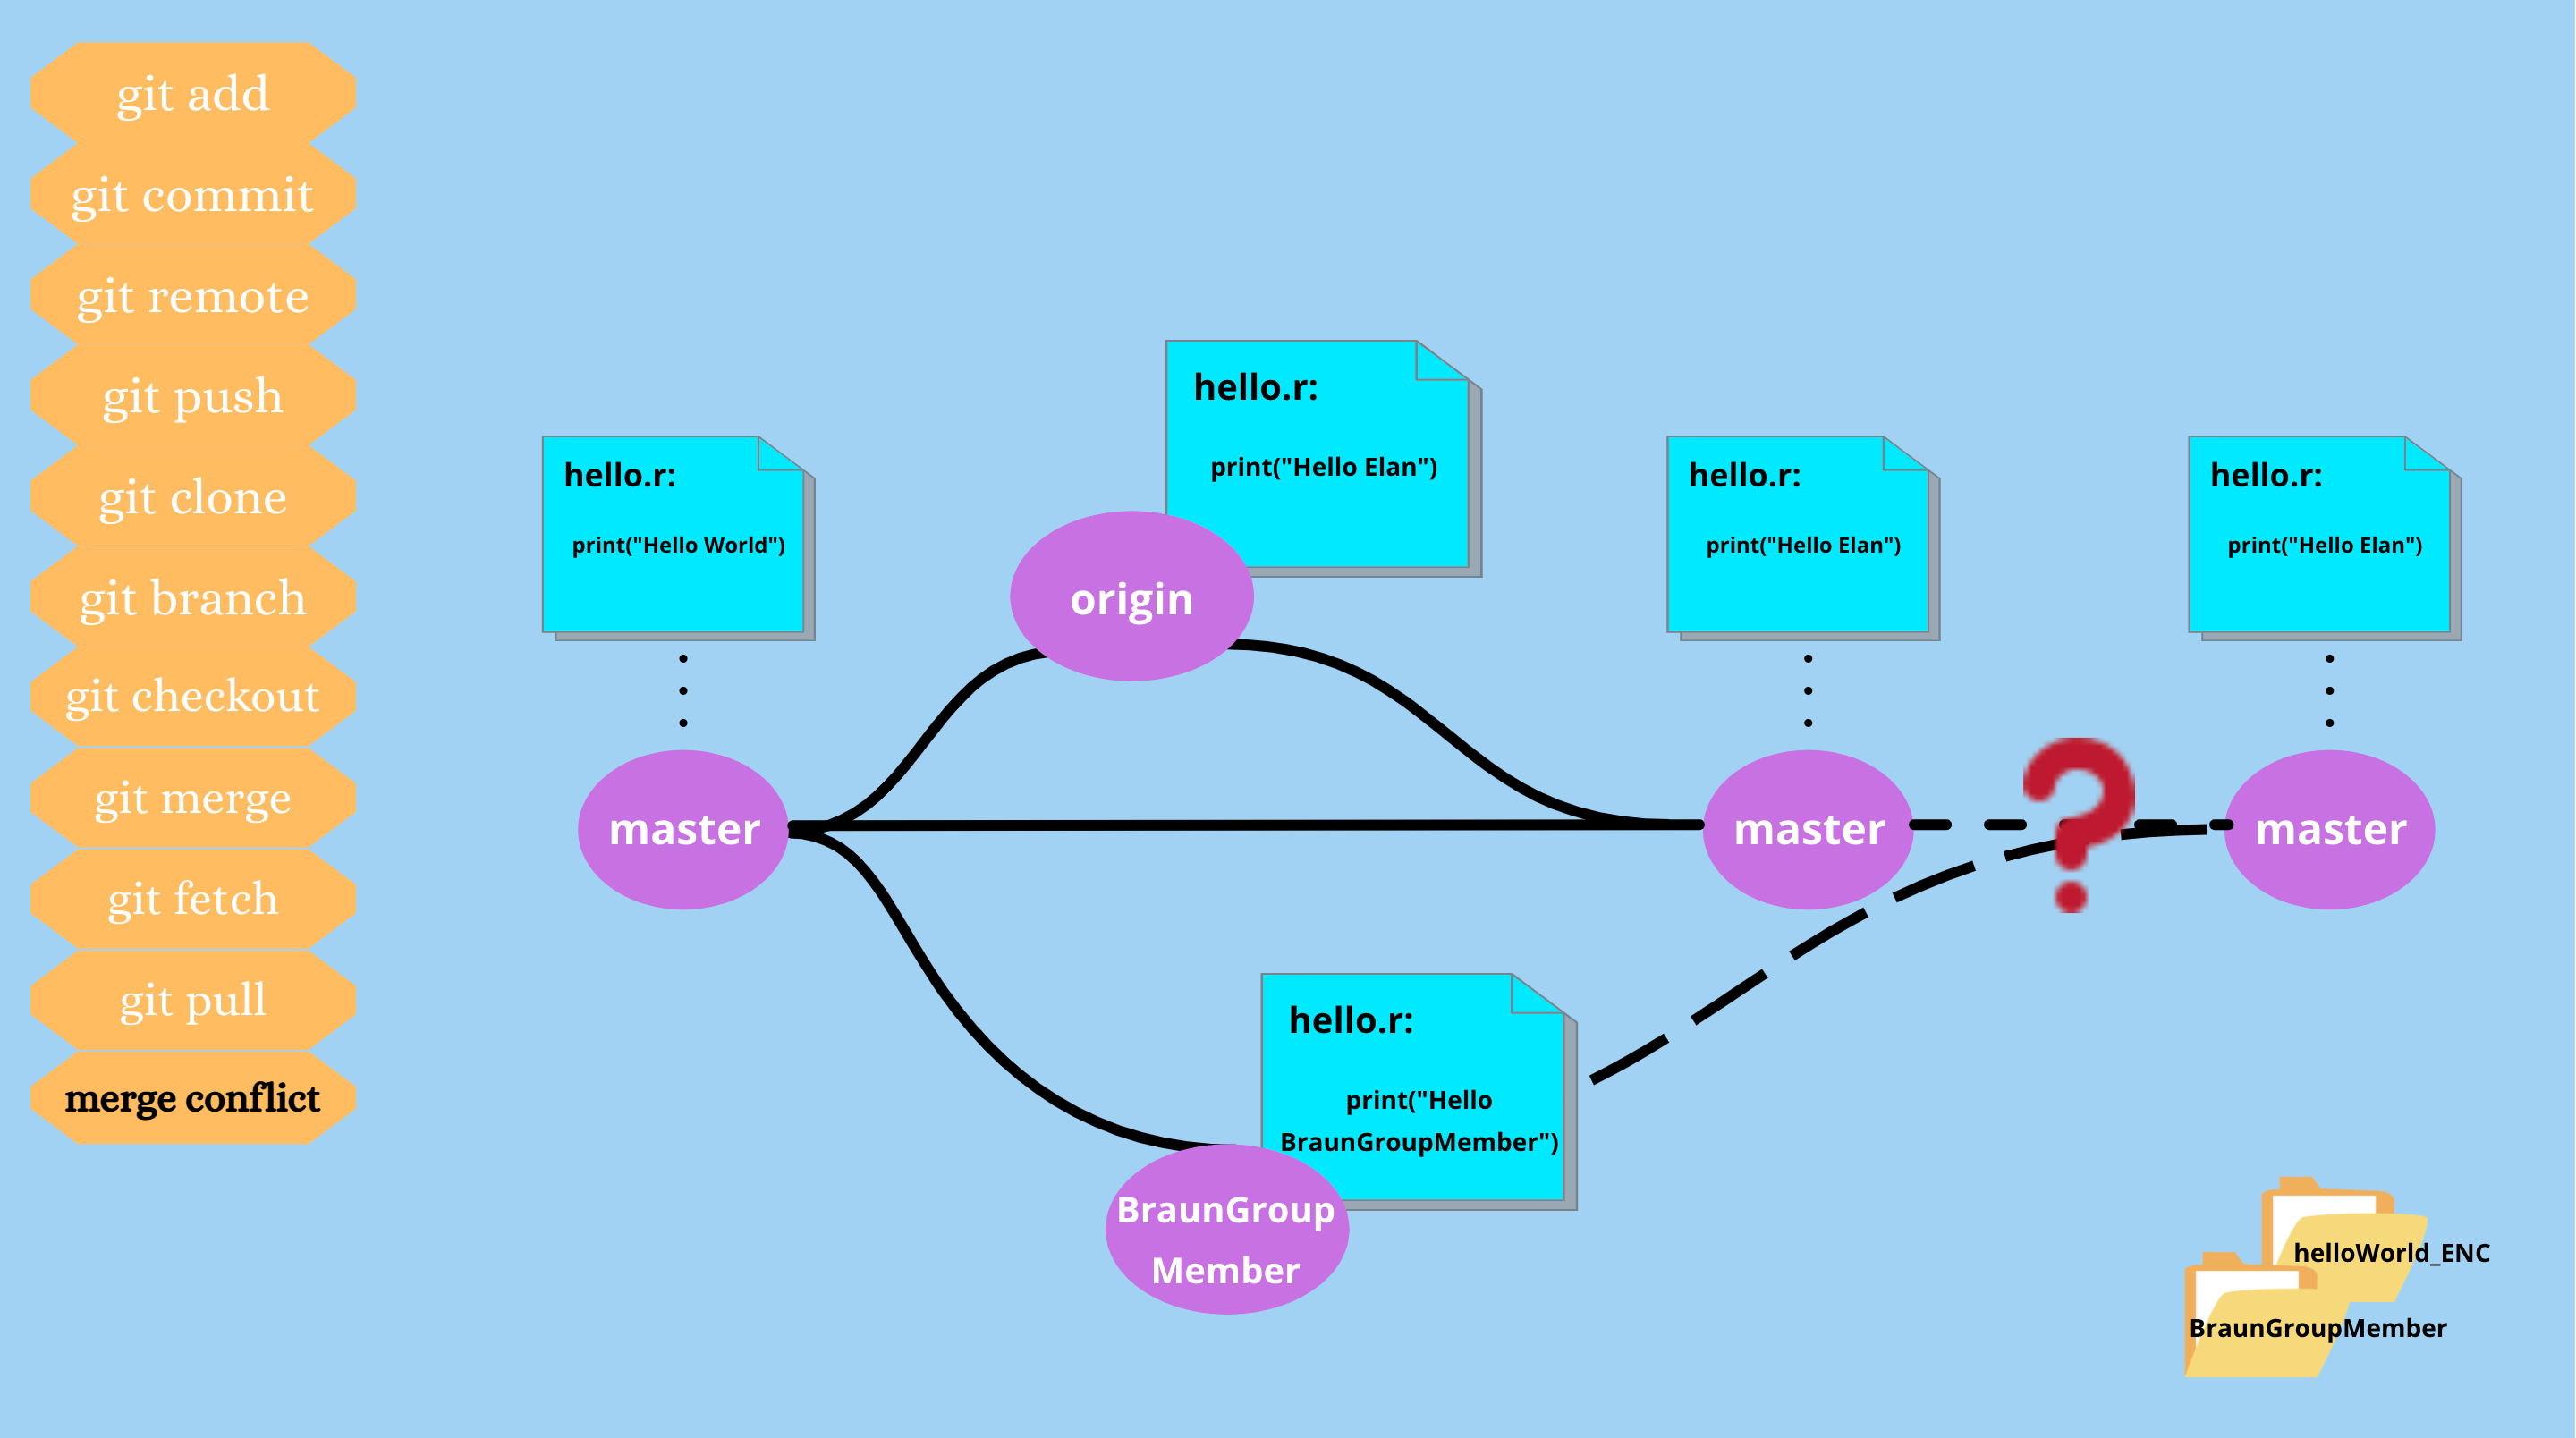 git add
git commit
git remote
git push
git clone
git branch
git checkout
git merge
git fetch
git pull
merge conflict
hello.r:
print("Hello World")
master
hello.r:
print("Hello Elan")
origin
hello.r:
print("Hello Elan")
master
?
hello.r:
print("Hello Elan")
master
hello.r:
print("Hello
BraunGroupMember")
BraunGroup
Member
helloWorld_ENC
BraunGroupMember